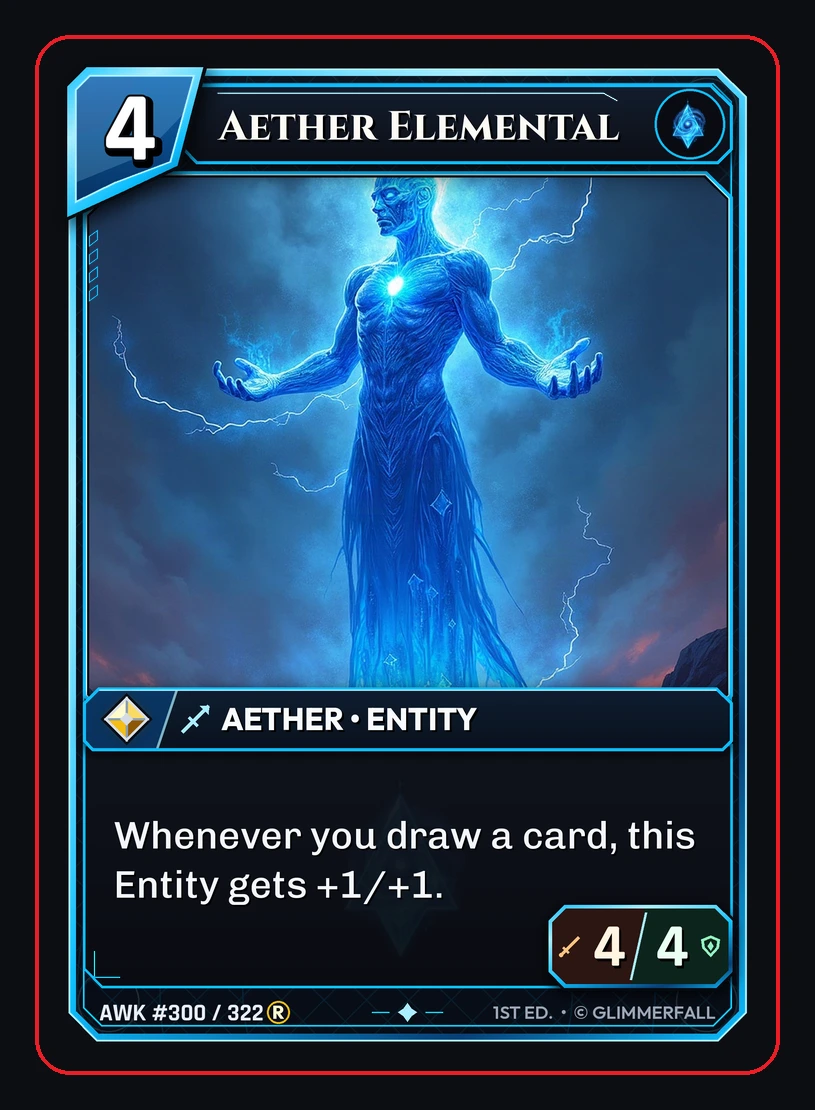 4
AETHER ELEMENTAL
AETHER • ENTITY
Whenever you draw a card, this
Entity gets +1/+1.
4/4
AWK #300 / 322 R
1ST ED. • © GLIMMERFALL